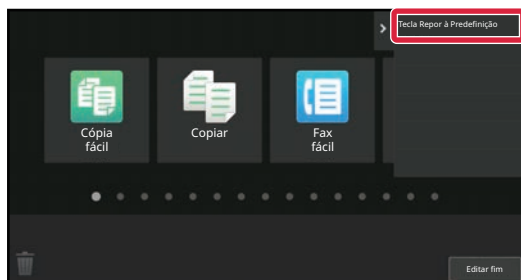 Tecla Repor à Predefinição
Cópia
fácil
Copiar
Fax
fácil
Editar fim